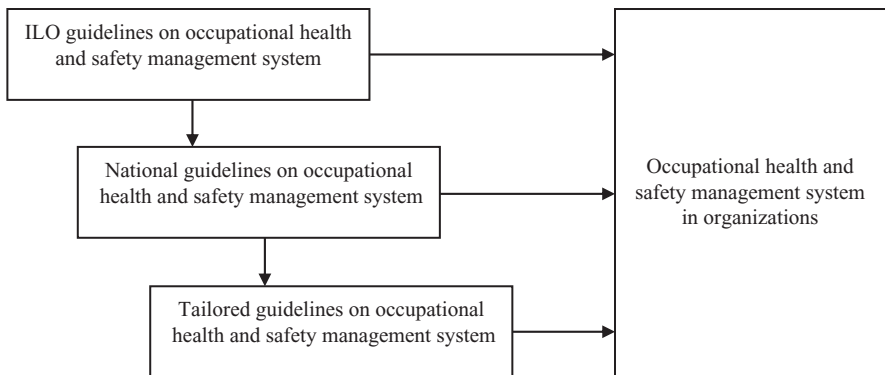 ILO guidelines on occupational health
and safety management system
National guidelines on occupational
health and safety management system
Tailored guidelines on occupational
health and safety management system
Occupational health and
safety management system
in organizations